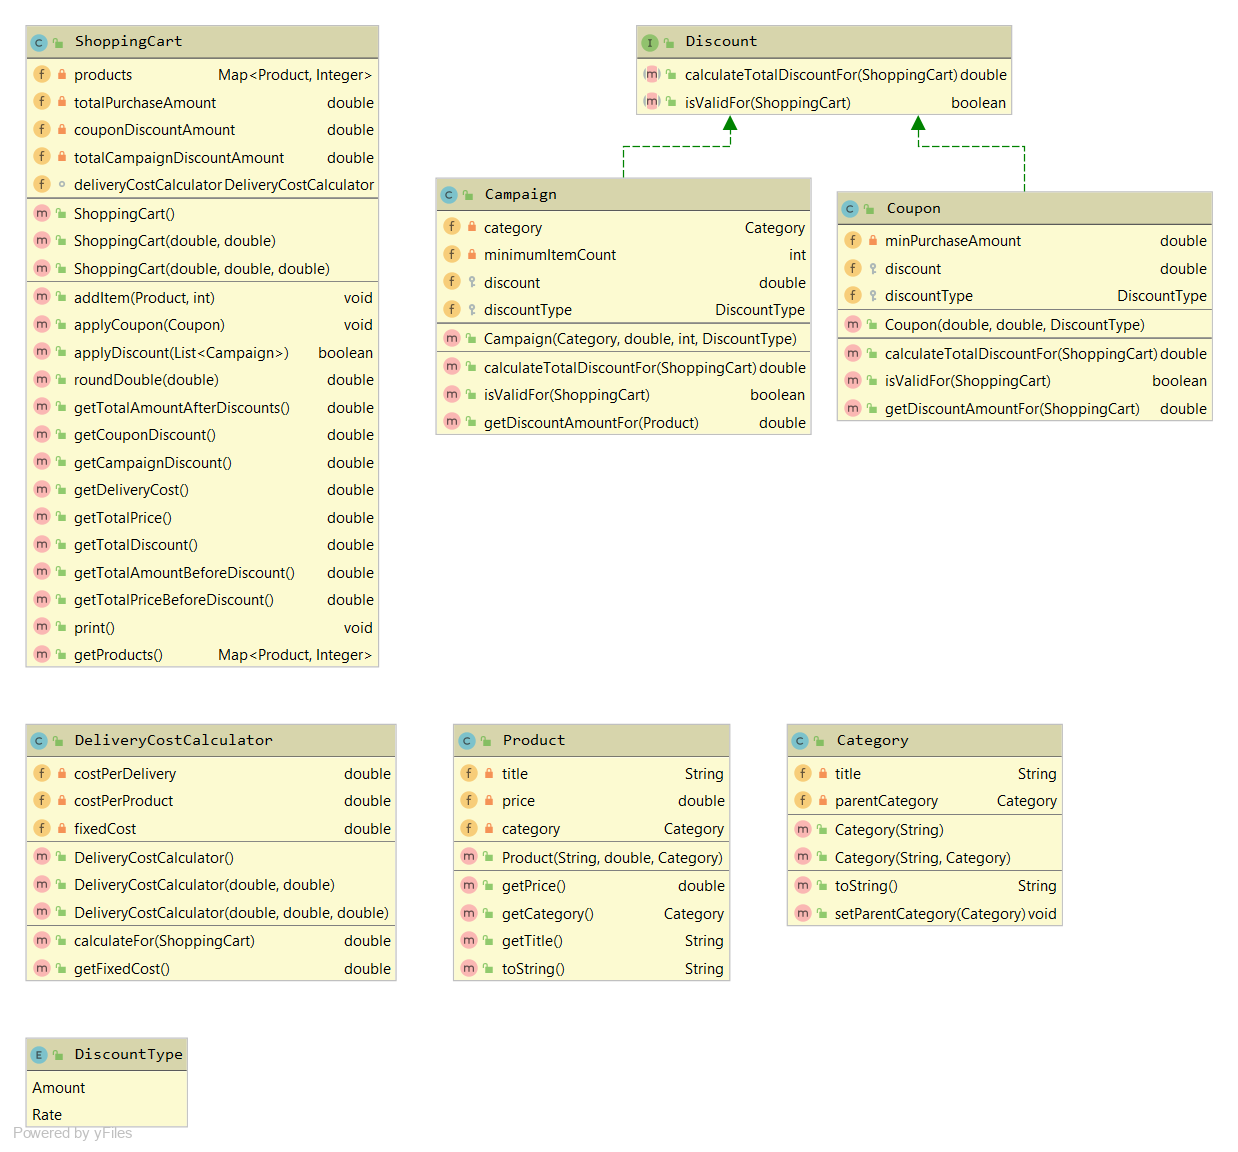 ShoppingCart
products Map<Product, Integer>
totalPurchaseAmount double
couponDiscountAmount double
totalCampaignDiscountAmount double
deliveryCostCalculator DeliveryCostCalculator
ShoppingCart()
ShoppingCart(double, double)
ShoppingCart(double, double, double)
addItem(Product, int) void
applyCoupon(Coupon) void
applyDiscount(List<Campaign>) boolean
roundDouble(double) double
getTotalAmountAfterDiscounts() double
getCouponDiscount() double
getCampaignDiscount() double
getDeliveryCost() double
getTotalPrice() double
getTotalDiscount() double
getTotalAmountBeforeDiscount() double
getTotalPriceBeforeDiscount() double
print() void
getProducts() Map<Product, Integer>
Discount
calculateTotalDiscountFor(ShoppingCart) double
isValidFor(ShoppingCart) boolean
Campaign
category Category
minimumItemCount int
discount double
discountType DiscountType
Campaign(Category, double, int, DiscountType)
calculateTotalDiscountFor(ShoppingCart) double
isValidFor(ShoppingCart) boolean
getDiscountAmountFor(Product) double
Coupon
minPurchaseAmount double
discount double
discountType DiscountType
Coupon(double, double, DiscountType)
calculateTotalDiscountFor(ShoppingCart) double
isValidFor(ShoppingCart) boolean
getDiscountAmountFor(ShoppingCart) double
DeliveryCostCalculator
costPerDelivery double
costPerProduct double
fixedCost double
DeliveryCostCalculator()
DeliveryCostCalculator(double, double)
DeliveryCostCalculator(double, double, double)
calculateFor(ShoppingCart) double
getFixedCost() double
Product
title String
price double
category Category
Product(String, double, Category)
getPrice() double
getCategory() Category
getTitle() String
toString() String
Category
title String
parentCategory Category
Category(String)
Category(String, Category)
toString() String
setParentCategory(Category) void
DiscountType
Amount
Rate
Powered by yFiles